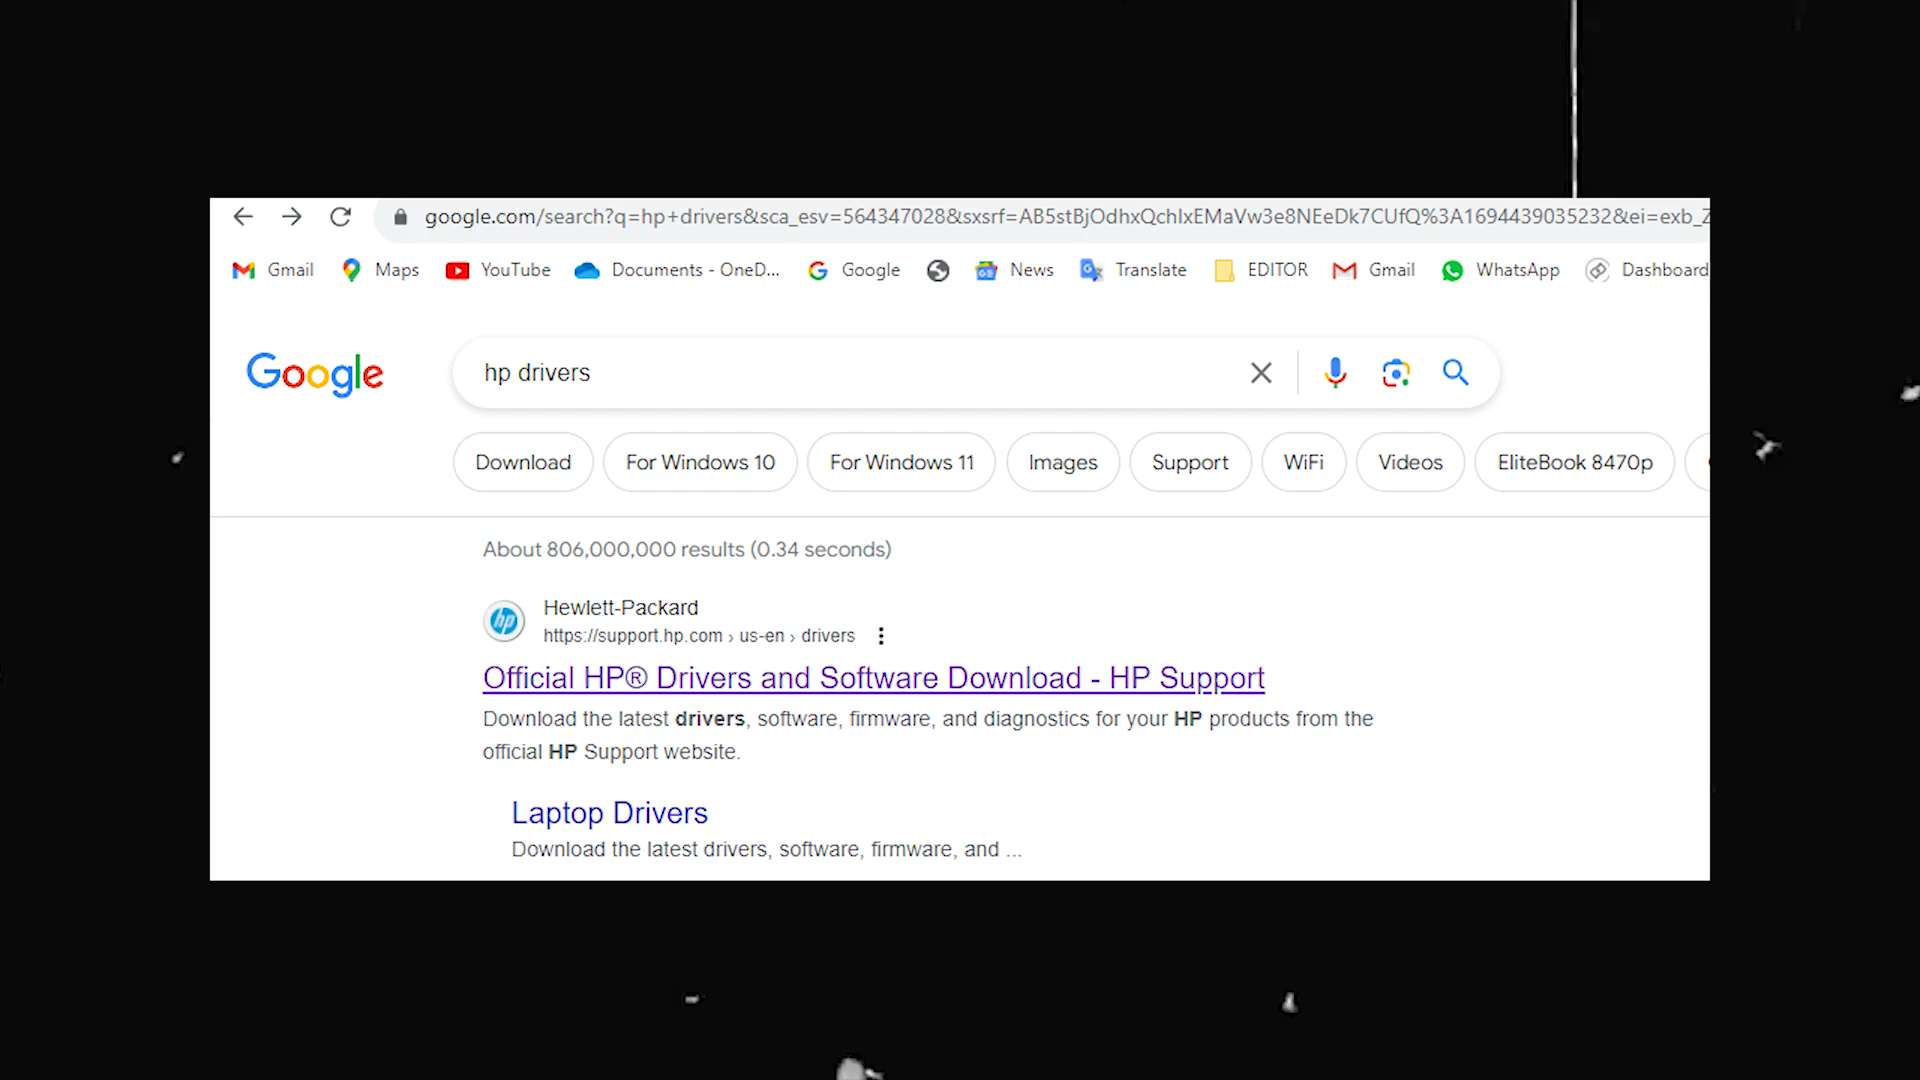 google.com/search?q=hp+drivers&sca_esv=564347028&sxsrf=AB5stBjOdhxQchIxEMaVw3e8NEeDk7CUfQ%3A1694439035232&ei=exb_Z
Gmail Maps YouTube Documents - OneD... Google News Translate EDITOR Gmail WhatsApp Dashboard
Google hp drivers
Download For Windows 10 For Windows 11 Images Support WiFi Videos EliteBook 8470p
About 806,000,000 results (0.34 seconds)
hp Hewlett-Packard
https://support.hp.com › us-en › drivers
Official HP® Drivers and Software Download - HP Support
Download the latest drivers, software, firmware, and diagnostics for your HP products from the
official HP Support website.
Laptop Drivers
Download the latest drivers, software, firmware, and ...